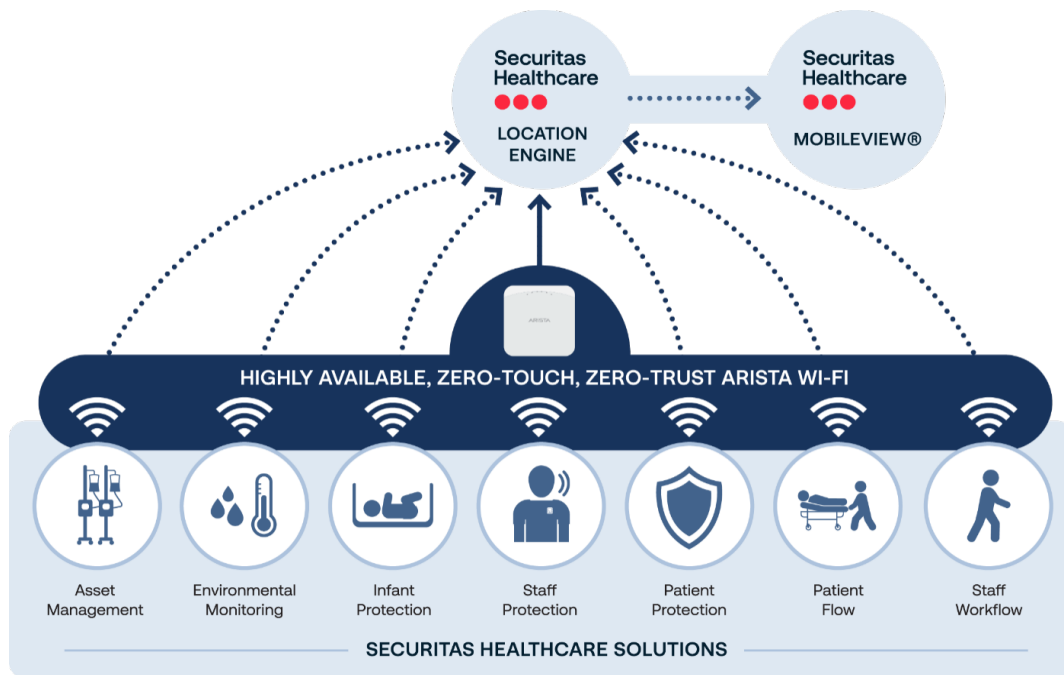 Securitas
Healthcare
LOCATION
ENGINE
Securitas
Healthcare
MOBILEVIEW®
ARISTA
HIGHLY AVAILABLE, ZERO-TOUCH, ZERO-TRUST ARISTA WI-FI
Asset
Management
Environmental
Monitoring
Infant
Protection
Staff
Protection
Patient
Protection
Patient
Flow
Staff
Workflow
SECURITAS HEALTHCARE SOLUTIONS